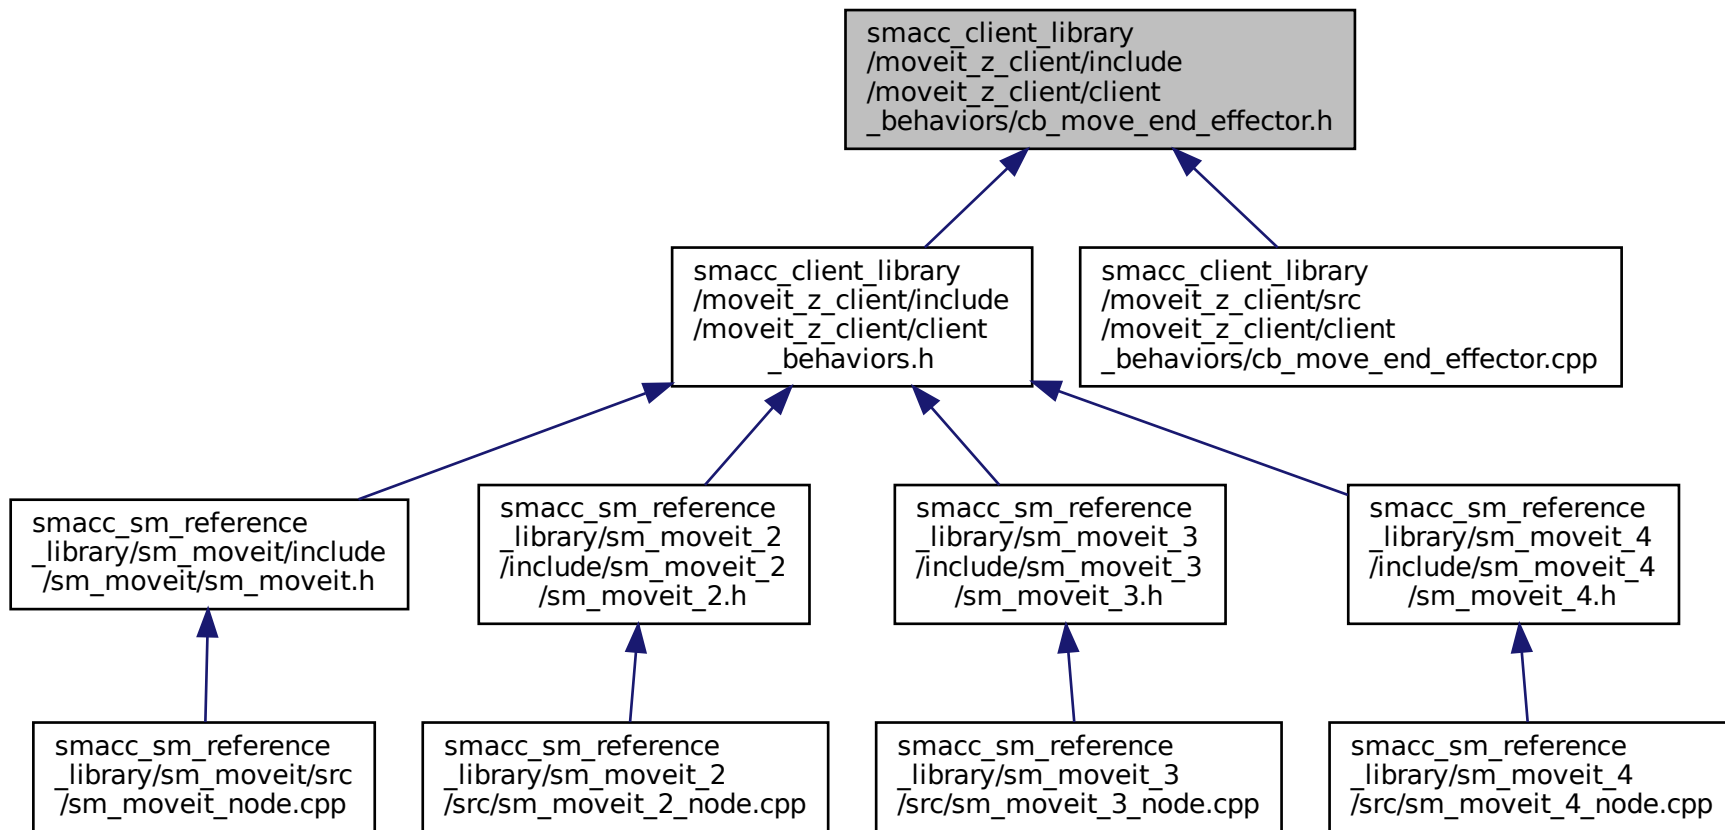 smacc_client_library
/moveit_z_client/include
/moveit_z_client/client
_behaviors/cb_move_end_effector.h
smacc_client_library
/moveit_z_client/include
/moveit_z_client/client
_behaviors.h
smacc_client_library
/moveit_z_client/src
/moveit_z_client/client
_behaviors/cb_move_end_effector.cpp
smacc_sm_reference
_library/sm_moveit/include
/sm_moveit/sm_moveit.h
smacc_sm_reference
_library/sm_moveit_2
/include/sm_moveit_2
/sm_moveit_2.h
smacc_sm_reference
_library/sm_moveit_3
/include/sm_moveit_3
/sm_moveit_3.h
smacc_sm_reference
_library/sm_moveit_4
/include/sm_moveit_4
/sm_moveit_4.h
smacc_sm_reference
_library/sm_moveit/src
/sm_moveit_node.cpp
smacc_sm_reference
_library/sm_moveit_2
/src/sm_moveit_2_node.cpp
smacc_sm_reference
_library/sm_moveit_3
/src/sm_moveit_3_node.cpp
smacc_sm_reference
_library/sm_moveit_4
/src/sm_moveit_4_node.cpp